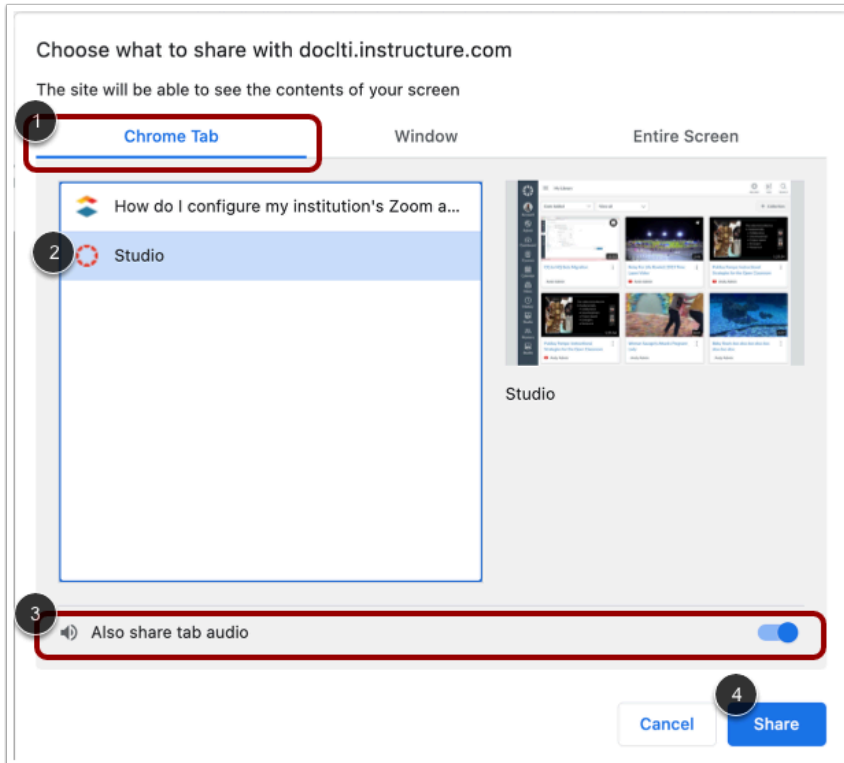 Choose what to share with doclti.instructure.com
The site will be able to see the contents of your screen
1
Chrome Tab
Window
Entire Screen
How do I configure my institution's Zoom a...
2
Studio
My Library
Studio
3
Also share tab audio
4
Cancel
Share